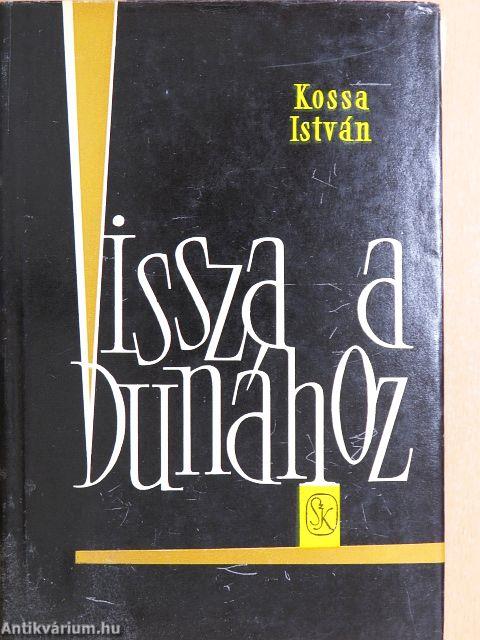 Kossa
István
Vissza a
Dunához
SzK
Antikvárium.hu